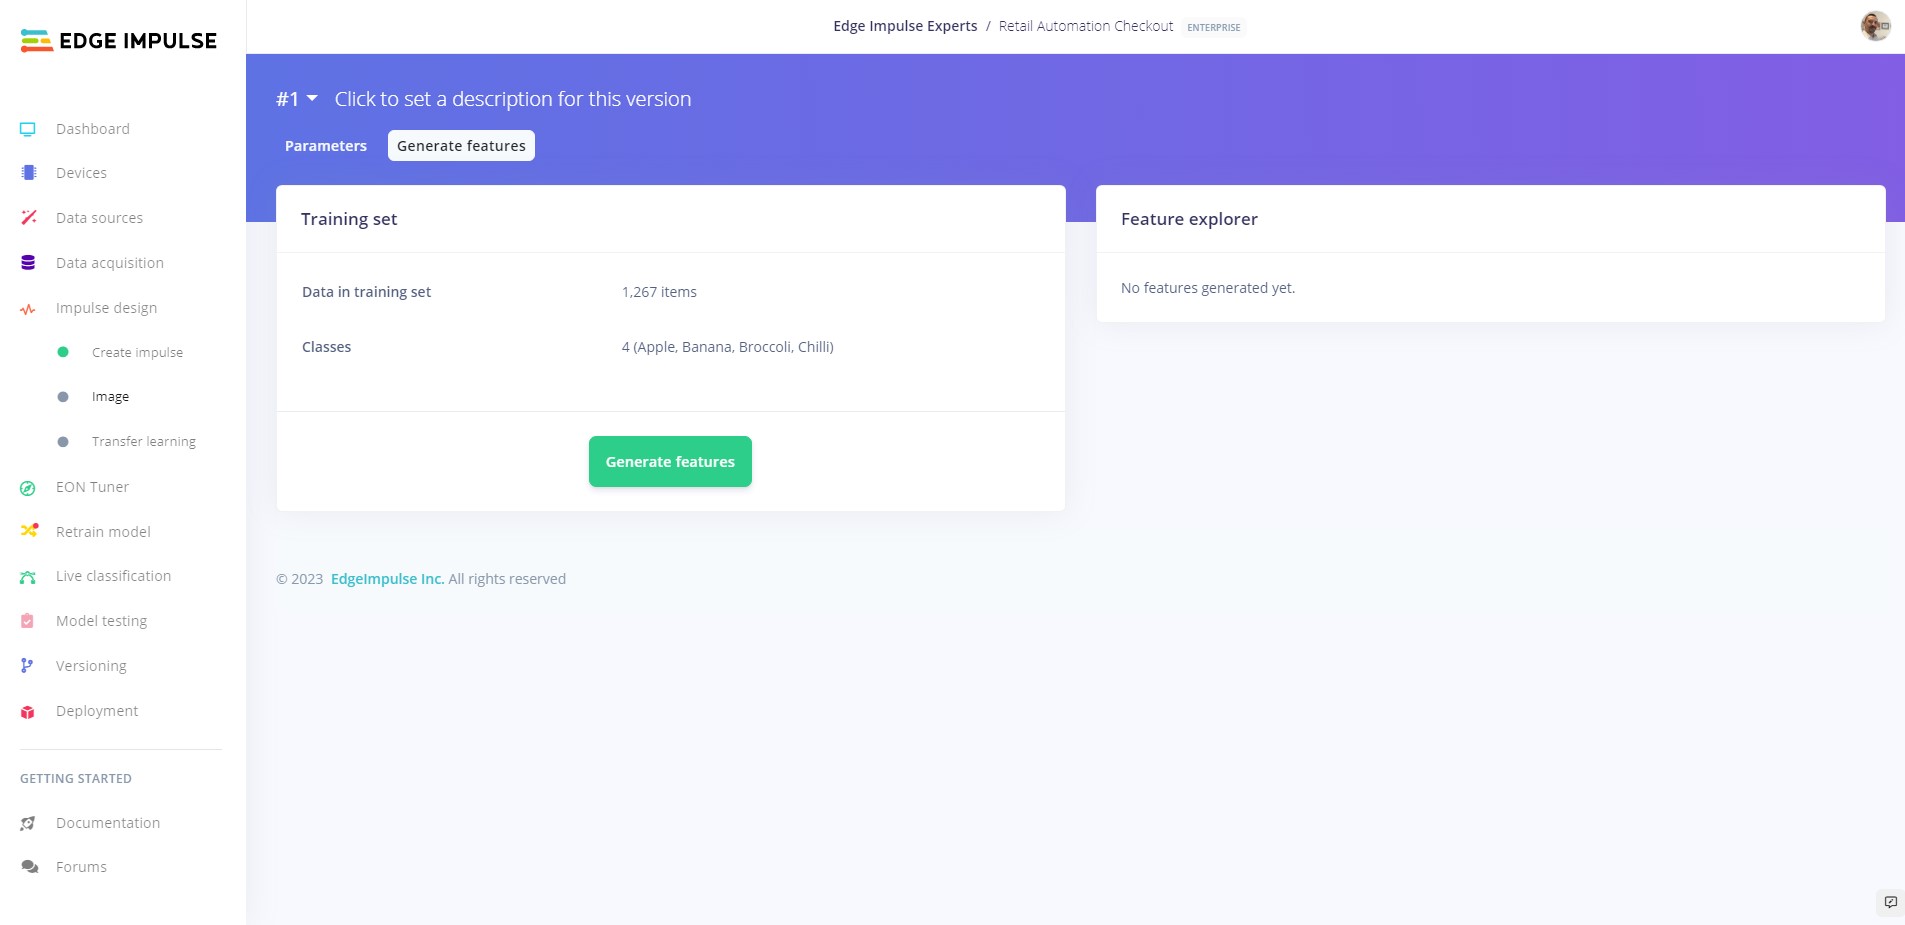 EDGE IMPULSE
Edge Impulse Experts / Retail Automation Checkout ENTERPRISE
Dashboard
Devices
Data sources
Data acquisition
Impulse design
Create impulse
Image
Transfer learning
EON Tuner
Retrain model
Live classification
Model testing
Versioning
Deployment
GETTING STARTED
Documentation
Forums
#1 Click to set a description for this version
Parameters Generate features
Training set
Data in training set 1,267 items
Classes 4 (Apple, Banana, Broccoli, Chilli)
Generate features
Feature explorer
No features generated yet.
© 2023 EdgeImpulse Inc. All rights reserved